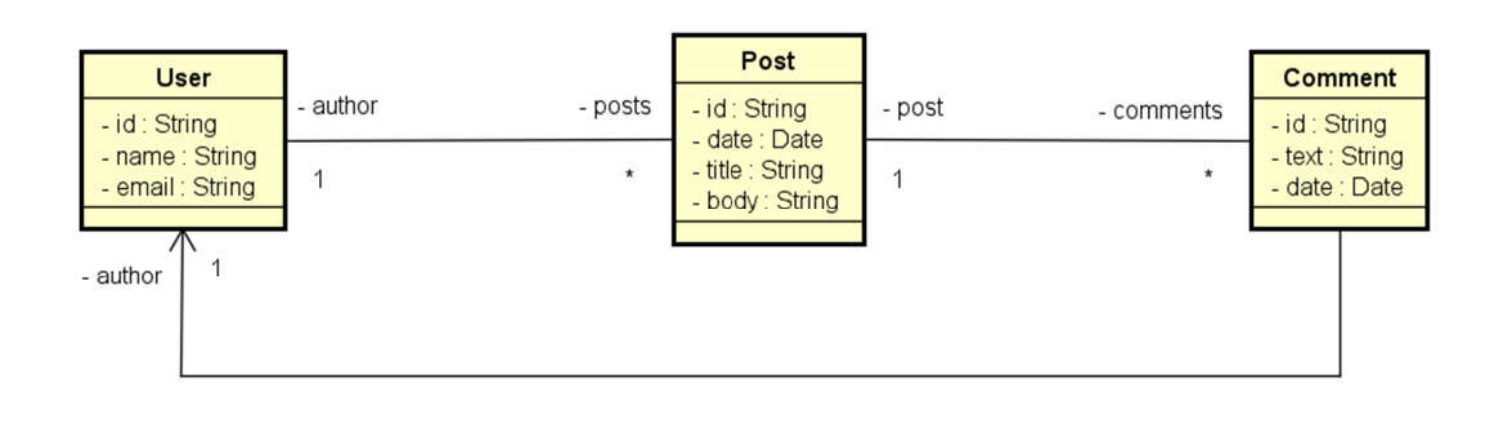 User
- id : String
- name : String
- email : String
- author
1
- posts
*
Post
- id : String
- date : Date
- title : String
- body : String
- post
1
- comments
*
Comment
- id : String
- text : String
- date : Date
- author
1